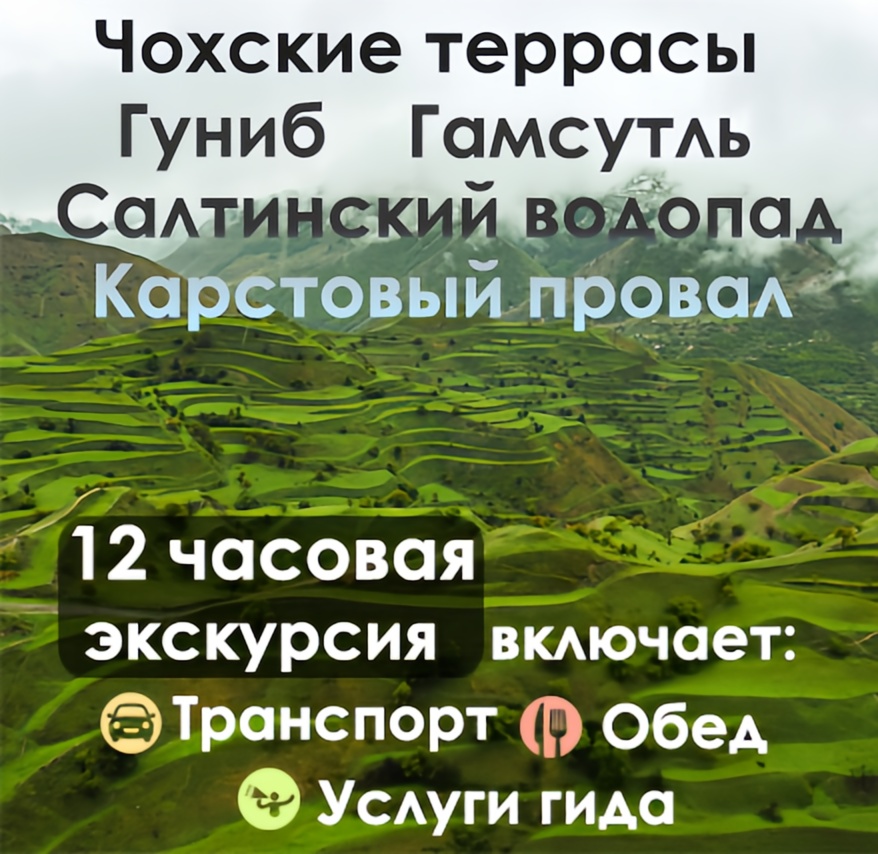 Чохские террасы
Гуниб Гамсутль
Салтинский водопад
Карстовый провал
12 часовая
экскурсия включает:
Транспорт Обед
Услуги гида